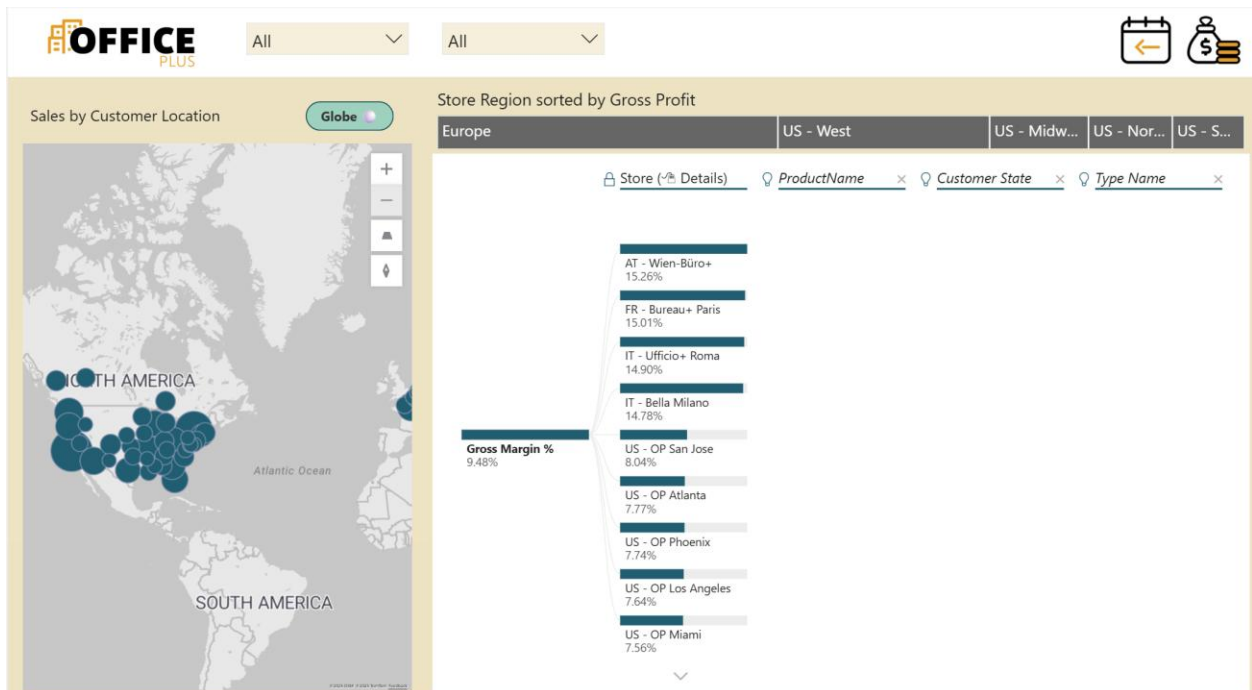 OFFICE
PLUS
All
All
Sales by Customer Location
Globe
Store Region sorted by Gross Profit
Europe
US - West
US - Midw...
US - Nor...
US - S...
NORTH AMERICA
Atlantic Ocean
SOUTH AMERICA
Store ( Details)
ProductName
Customer State
Type Name
Gross Margin %
9.48%
AT - Wien-Büro+
15.26%
FR - Bureau+ Paris
15.01%
IT - Ufficio+ Roma
14.90%
IT - Bella Milano
14.78%
US - OP San Jose
8.04%
US - OP Atlanta
7.77%
US - OP Phoenix
7.74%
US - OP Los Angeles
7.64%
US - OP Miami
7.56%